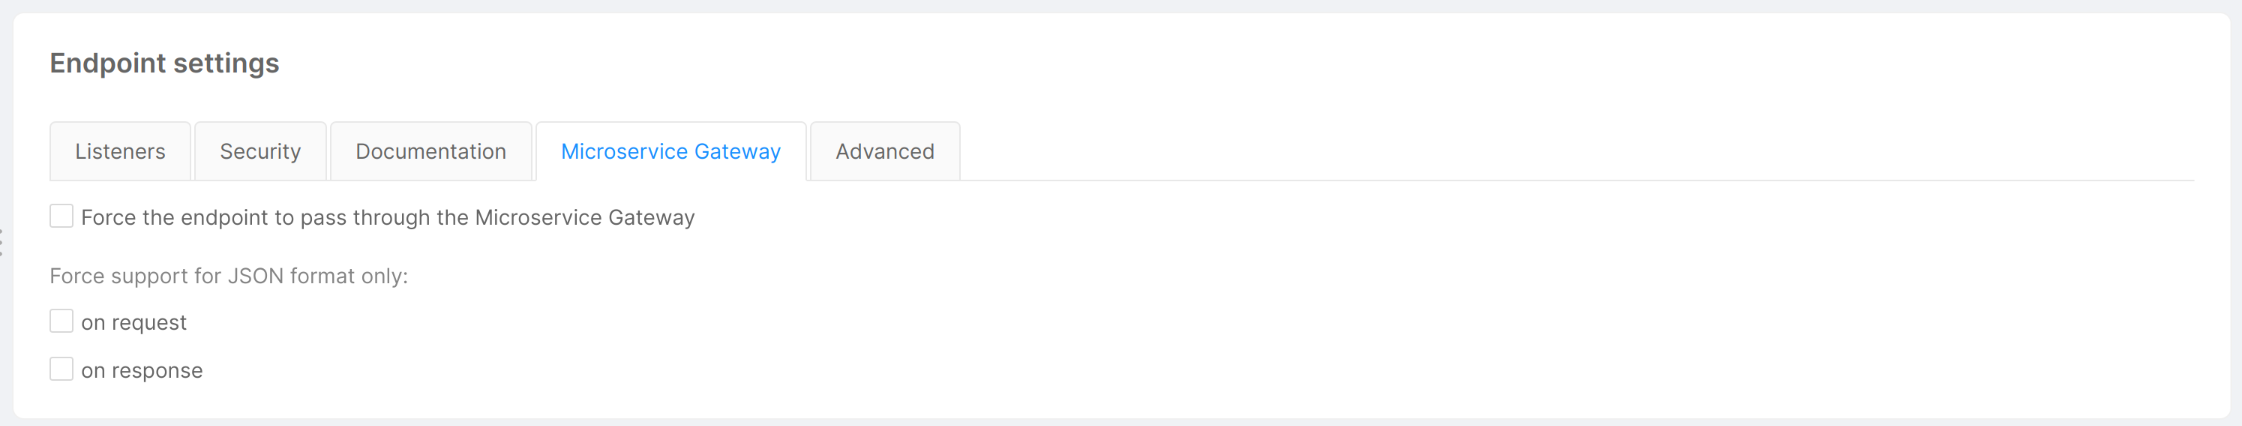 Endpoint settings
Listeners Security Documentation Microservice Gateway Advanced
Force the endpoint to pass through the Microservice Gateway
Force support for JSON format only:
on request
on response